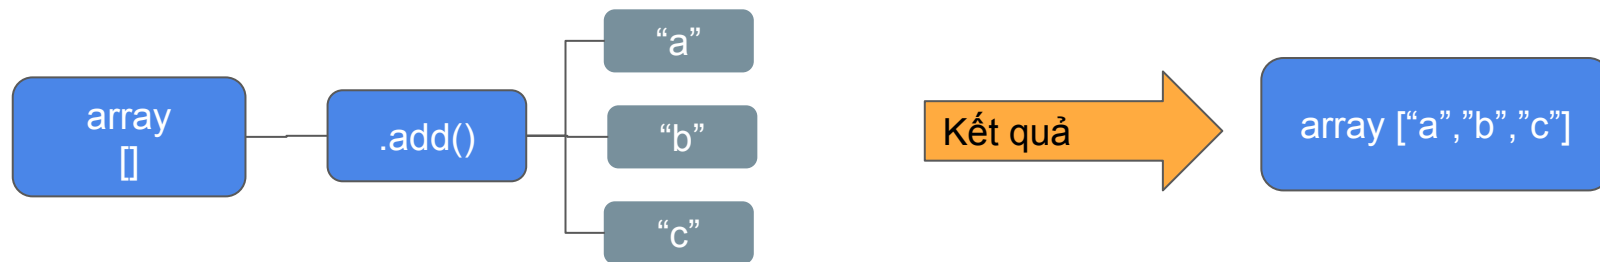 array
[]
.add()
“a”
“b”
“c”
Kết quả
array [“a”,”b”,”c”]